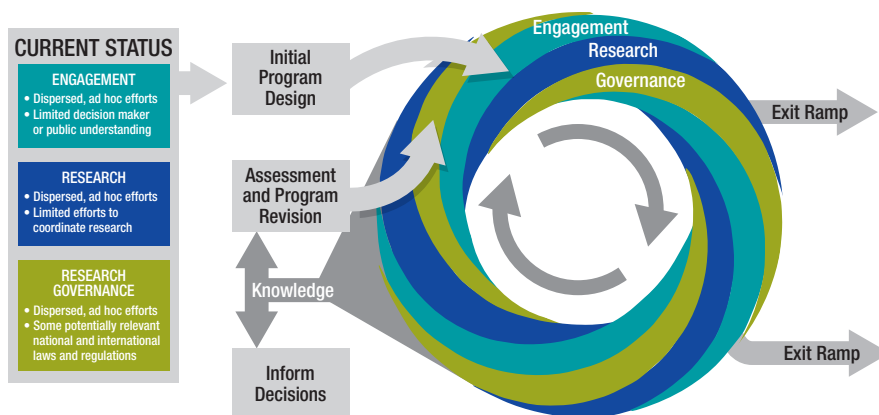 CURRENT STATUS
ENGAGEMENT
• Dispersed, ad hoc efforts
• Limited decision maker
or public understanding
RESEARCH
• Dispersed, ad hoc efforts
• Limited efforts to
coordinate research
RESEARCH
GOVERNANCE
• Dispersed, ad hoc efforts
• Some potentially relevant
national and international
laws and regulations
Initial
Program
Design
Assessment
and Program
Revision
Knowledge
Inform
Decisions
Engagement
Research
Governance
Exit Ramp
Exit Ramp